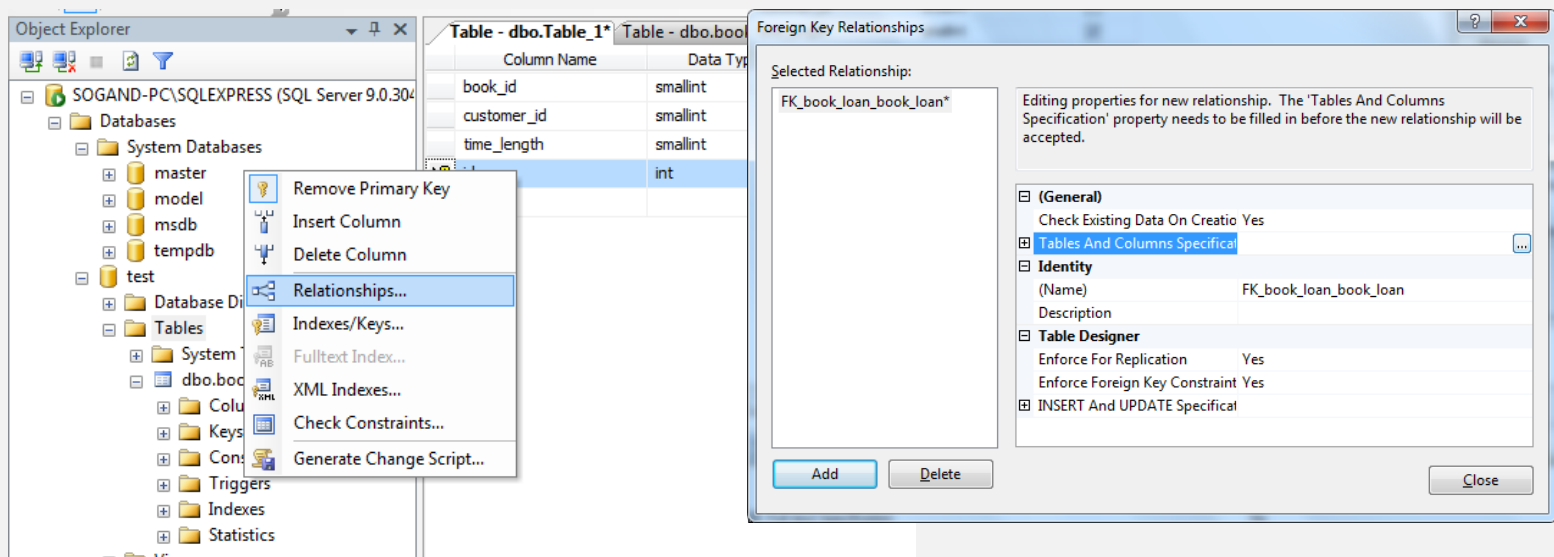 Object Explorer
SOGAND-PC\SQLEXPRESS (SQL Server 9.0.304
Databases
System Databases
master
model
msdb
tempdb
test
Database Di
Tables
System
dbo.boo
Colu
Keys
Cons
Triggers
Indexes
Statistics
Table - dbo.Table_1* Table - dbo.book
Column Name Data Typ
book_id smallint
customer_id smallint
time_length smallint
int
Remove Primary Key
Insert Column
Delete Column
Relationships...
Indexes/Keys...
Fulltext Index...
XML Indexes...
Check Constraints...
Generate Change Script...
Foreign Key Relationships
Selected Relationship:
FK_book_loan_book_loan*
Editing properties for new relationship. The 'Tables And Columns
Specification' property needs to be filled in before the new relationship will be
accepted.
(General)
Check Existing Data On Creatio Yes
Tables And Columns Specificat ...
Identity
(Name) FK_book_loan_book_loan
Description
Table Designer
Enforce For Replication Yes
Enforce Foreign Key Constraint Yes
INSERT And UPDATE Specificat
Add Delete
Close